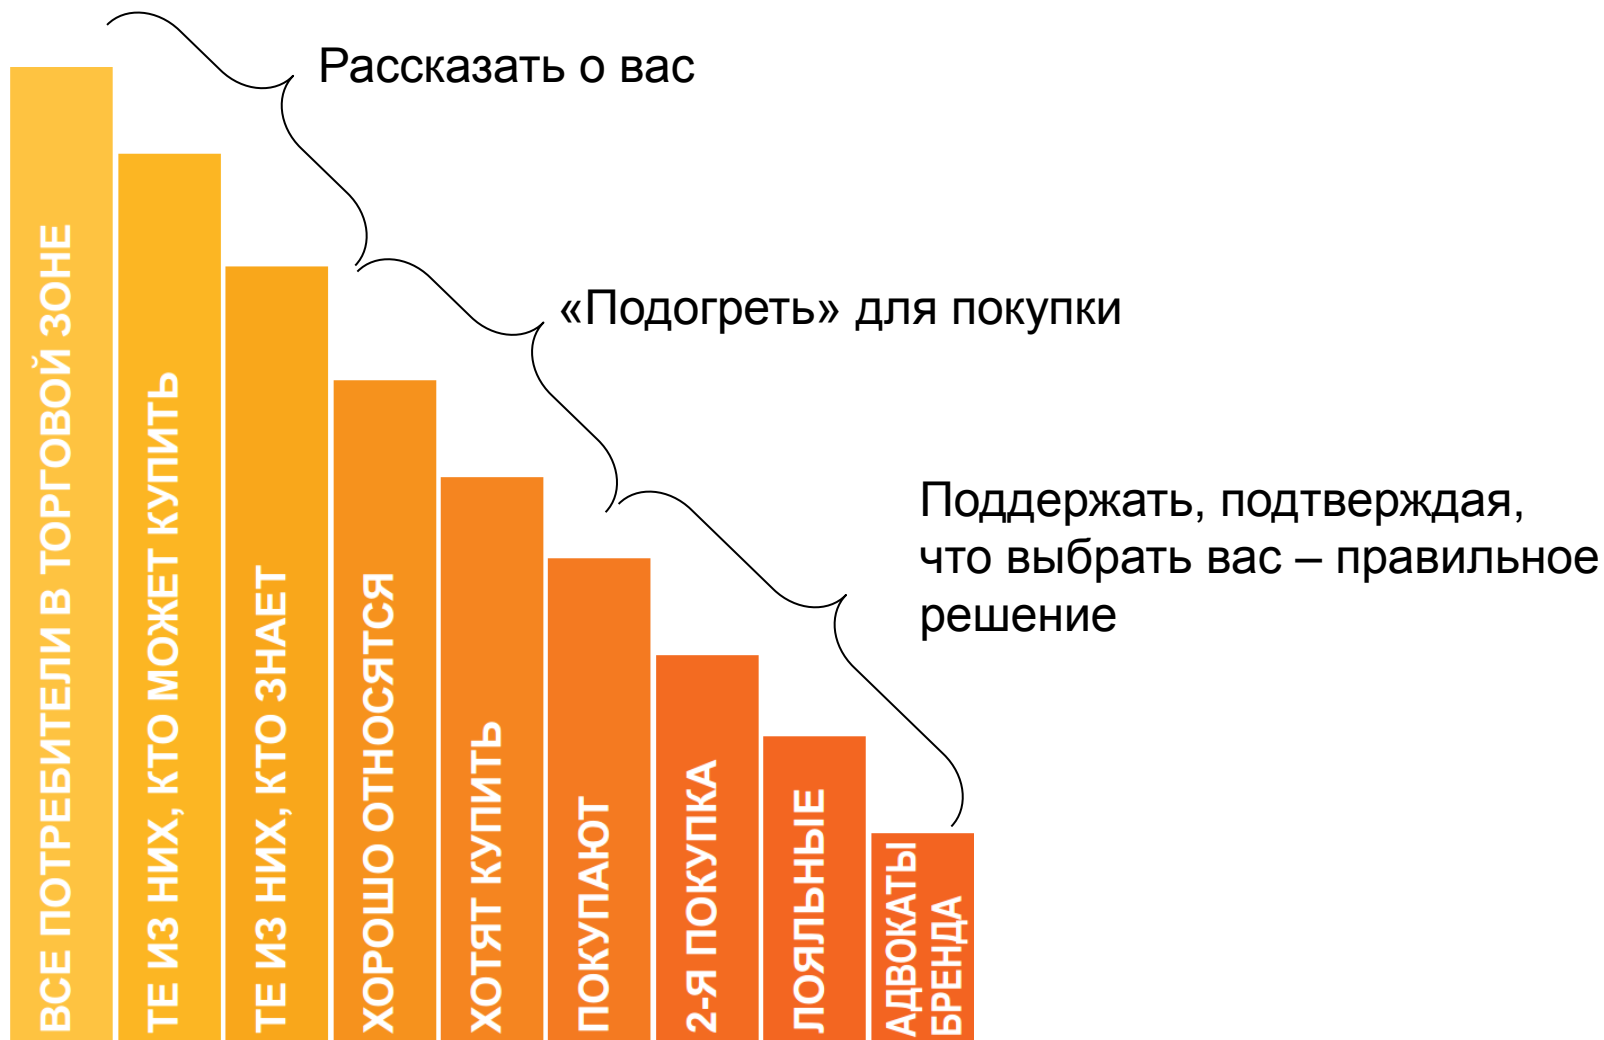 Рассказать о вас
«Подогреть» для покупки
Поддержать, подтверждая,
что выбрать вас – правильное
решение
ВСЕ ПОТРЕБИТЕЛИ В ТОРГОВОЙ ЗОНЕ
ТЕ ИЗ НИХ, КТО МОЖЕТ КУПИТЬ
ТЕ ИЗ НИХ, КТО ЗНАЕТ
ХОРОШО ОТНОСЯТСЯ
ХОТЯТ КУПИТЬ
ПОКУПАЮТ
2-Я ПОКУПКА
ЛОЯЛЬНЫЕ
АДВОКАТЫ
БРЕНДА